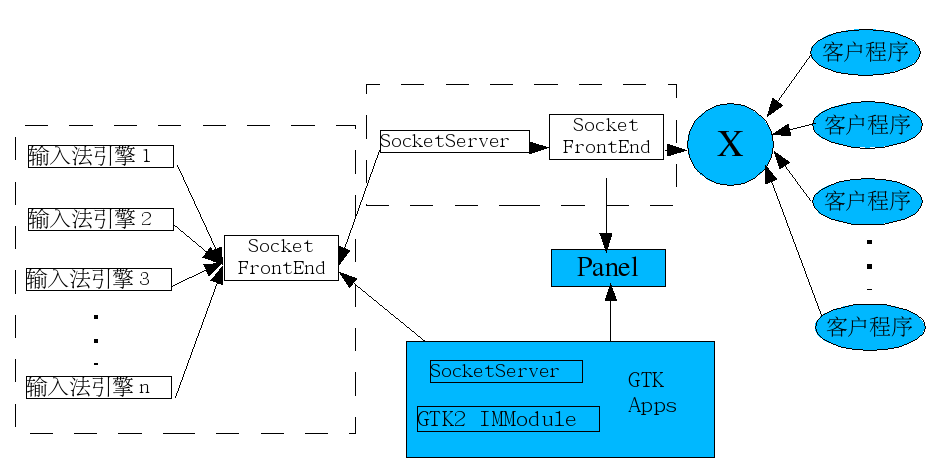 输入法引擎1
输入法引擎2
输入法引擎3
输入法引擎n
Socket
FrontEnd
SocketServer
Socket
FrontEnd
X
客户程序
客户程序
客户程序
客户程序
Panel
SocketServer
GTK2 IMModule
GTK
Apps